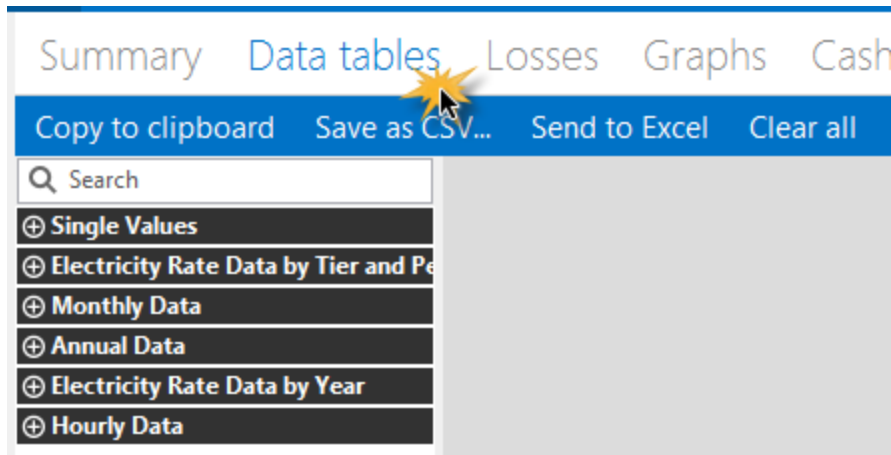 Summary Data tables Losses Graphs Cash
Copy to clipboard Save as CSV... Send to Excel Clear all
Search
Single Values
Electricity Rate Data by Tier and Pe
Monthly Data
Annual Data
Electricity Rate Data by Year
Hourly Data